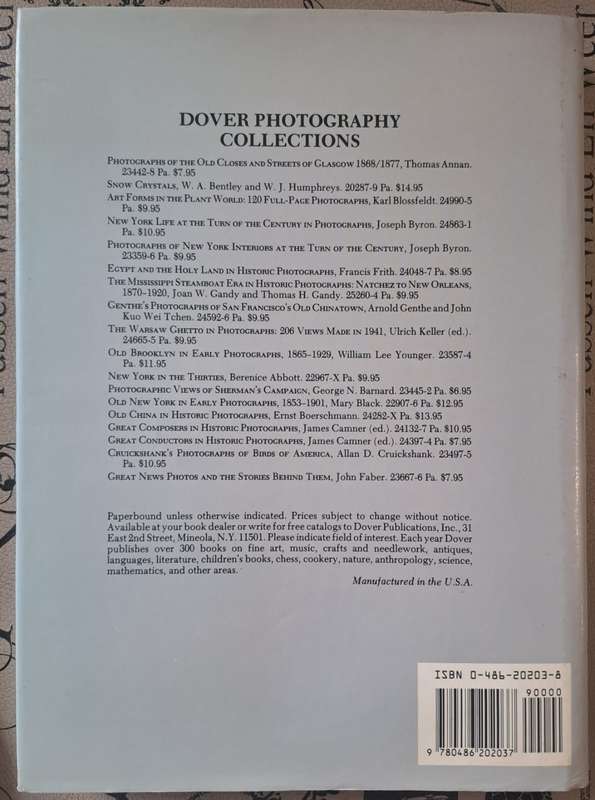 DOVER PHOTOGRAPHY
COLLECTIONS
PHOTOGRAPHS OF THE OLD CLOSES AND STREETS OF GLASGOW 1868/1877, Thomas Annan.
23442-8 Pa. $7.95
SNOW CRYSTALS, W. A. Bentley and W. J. Humphreys. 20287-9 Pa. $14.95
ART FORMS IN THE PLANT WORLD: 120 FULL-PAGE PHOTOGRAPHS, Karl Blossfeldt. 24990-5
Pa. $9.95
NEW YORK LIFE AT THE TURN OF THE CENTURY IN PHOTOGRAPHS, Joseph Byron. 24863-1
Pa. $10.95
PHOTOGRAPHS OF NEW YORK INTERIORS AT THE TURN OF THE CENTURY, Joseph Byron.
23359-6 Pa. $9.95
EGYPT AND THE HOLY LAND IN HISTORIC PHOTOGRAPHS, Francis Frith. 24048-7 Pa. $8.95
THE MISSISSIPPI STEAMBOAT ERA IN HISTORIC PHOTOGRAPHS: NATCHEZ TO NEW ORLEANS,
1870–1920, Joan W. Gandy and Thomas H. Gandy. 25260-4 Pa. $9.95
GENTHE'S PHOTOGRAPHS OF SAN FRANCISCO'S OLD CHINATOWN, Arnold Genthe and John
Kuo Wei Tchen. 24592-6 Pa. $9.95
THE WARSAW GHETTO IN PHOTOGRAPHS: 206 VIEWS MADE IN 1941, Ulrich Keller (ed.).
24665-5 Pa. $9.95
OLD BROOKLYN IN EARLY PHOTOGRAPHS, 1865–1929, William Lee Younger. 23587-4
Pa. $11.95
NEW YORK IN THE THIRTIES, Berenice Abbott. 22967-X Pa. $9.95
PHOTOGRAPHIC VIEWS OF SHERMAN'S CAMPAIGN, George N. Barnard. 23445-2 Pa. $6.95
OLD NEW YORK IN EARLY PHOTOGRAPHS, 1853–1901, Mary Black. 22907-6 Pa. $12.95
OLD CHINA IN HISTORIC PHOTOGRAPHS, Ernst Boerschmann. 24282-X Pa. $13.95
GREAT COMPOSERS IN HISTORIC PHOTOGRAPHS, James Camner (ed.) 24132-7 Pa. $10.95
GREAT CONDUCTORS IN HISTORIC PHOTOGRAPHS, James Camner (ed.). 24397-4 Pa. $7.95
CRUICKSHANK'S PHOTOGRAPHS OF BIRDS OF AMERICA, Allan D. Cruickshank. 23497-5
Pa. $10.95
GREAT NEWS PHOTOS AND THE STORIES BEHIND THEM, John Faber. 23667-6 Pa. $7.95
Paperbound unless otherwise indicated. Prices subject to change without notice.
Available at your book dealer or write for free catalogs to Dover Publications, Inc., 31
East 2nd Street, Mineola, N.Y. 11501. Please indicate field of interest. Each year Dover
publishes over 300 books on fine art, music, crafts and needlework, antiques,
languages, literature, children's books, chess, cookery, nature, anthropology, science,
mathematics, and other areas.
Manufactured in the U.S.A.
ISBN 0-486-20203-8
90000
9 780486 202037